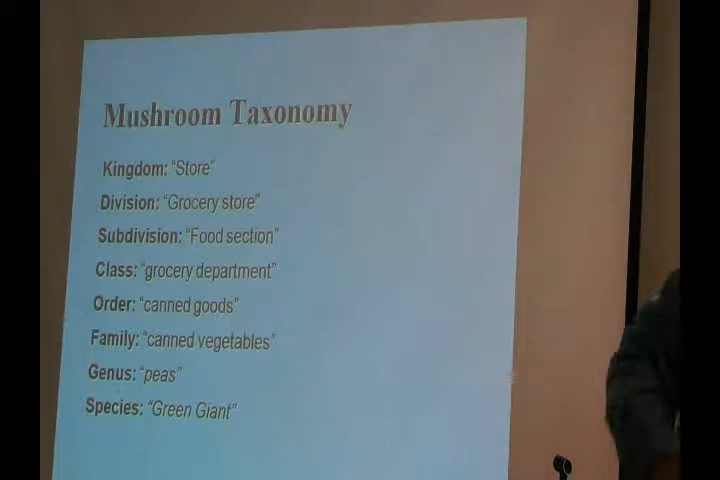 Mushroom Taxonomy
Kingdom: "Store"
Division: "Grocery store"
Subdivision: "Food section"
Class: "grocery department"
Order: "canned goods"
Family: "canned vegetables"
Genus: "peas"
Species: "Green Giant"